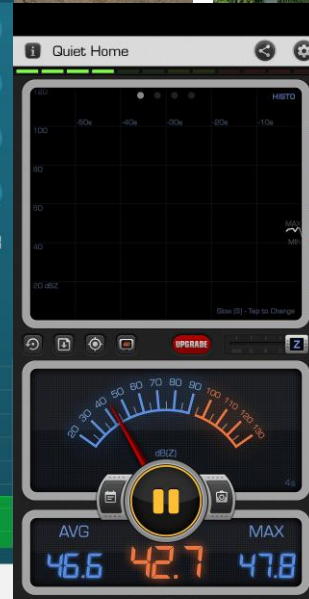 i Quiet Home
120
HISTO
-50s -40s -30s -20s -10s
100
80
60
MAX
MIN
40
20 dBZ
Slow (S) - Tap to Change
UPGRADE
Z
20 30 40 50 60 70 80 90 100 110 120 130
dB(Z)
4s
AVG
MAX
46.6 42.7 47.8